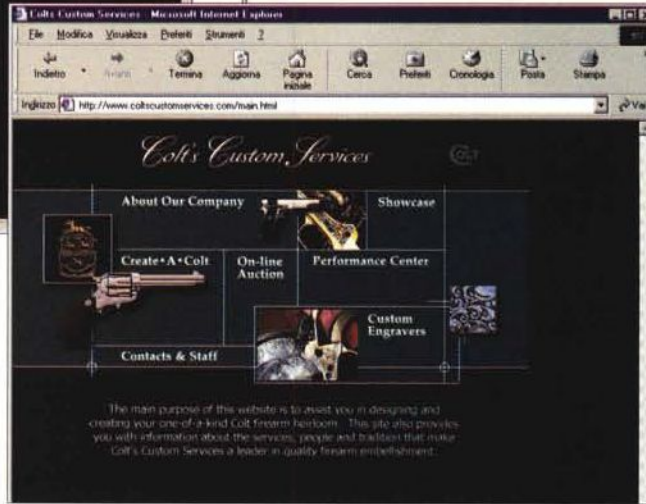 Colts Custom Services - Microsoft Internet Explorer
File Modifica Visualizza Preferiti Strumenti ?
Indietro Avanti Termina Aggiorna Pagina iniziale Cerca Preferiti Cronologia Posta Stampa
Indirizzo http://www.coltscustomservices.com/main.html Vai
Colt's Custom Services COLT
About Our Company Showcase
Create•A•Colt On-line Auction Performance Center
Custom Engravers
Contacts & Staff
The main purpose of this website is to assist you in designing and
creating your one-of-a-kind Colt firearm heirloom. This site also provides
you with information about the services, people and tradition that make
Colt's Custom Services a leader in quality firearm embellishment.